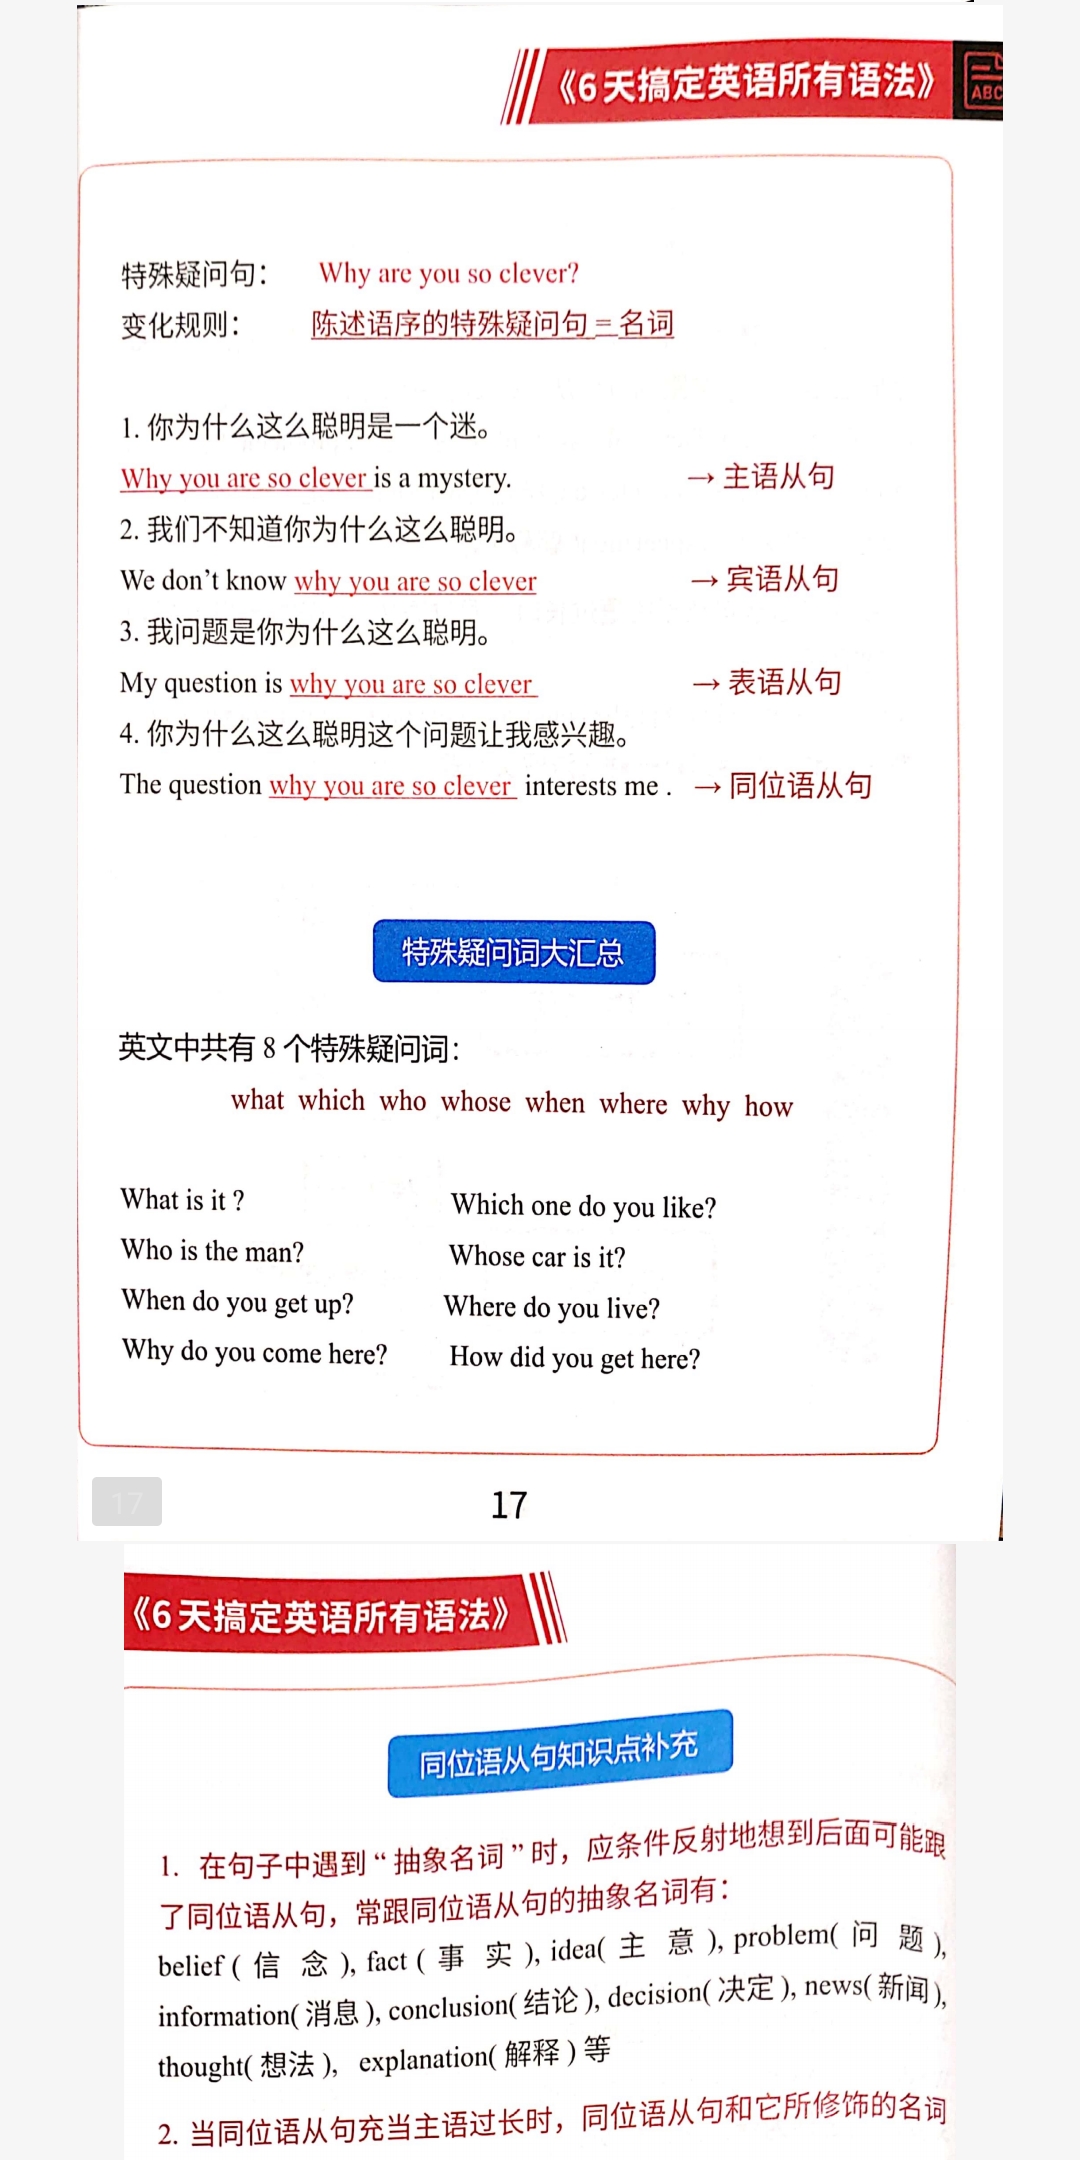 《6天搞定英语所有语法》
ABC
特殊疑问句： Why are you so clever?
变化规则： 陈述语序的特殊疑问句 = 名词
1. 你为什么这么聪明是一个迷。
Why you are so clever is a mystery. → 主语从句
2. 我们不知道你为什么这么聪明。
We don’t know why you are so clever → 宾语从句
3. 我问题是你为什么这么聪明。
My question is why you are so clever → 表语从句
4. 你为什么这么聪明这个问题让我感兴趣。
The question why you are so clever interests me . → 同位语从句
特殊疑问词大汇总
英文中共有 8 个特殊疑问词：
what which who whose when where why how
What is it ? Which one do you like?
Who is the man? Whose car is it?
When do you get up? Where do you live?
Why do you come here? How did you get here?
17
17
《6天搞定英语所有语法》
同位语从句知识点补充
1. 在句子中遇到 “ 抽象名词 ” 时，应条件反射地想到后面可能跟
了同位语从句，常跟同位语从句的抽象名词有：
belief ( 信 念 ), fact ( 事 实 ), idea( 主 意 ), problem( 问 题 ),
information( 消息 ), conclusion( 结论 ), decision( 决定 ), news( 新闻 ),
thought( 想法 ), explanation( 解释 ) 等
2. 当同位语从句充当主语过长时，同位语从句和它所修饰的名词